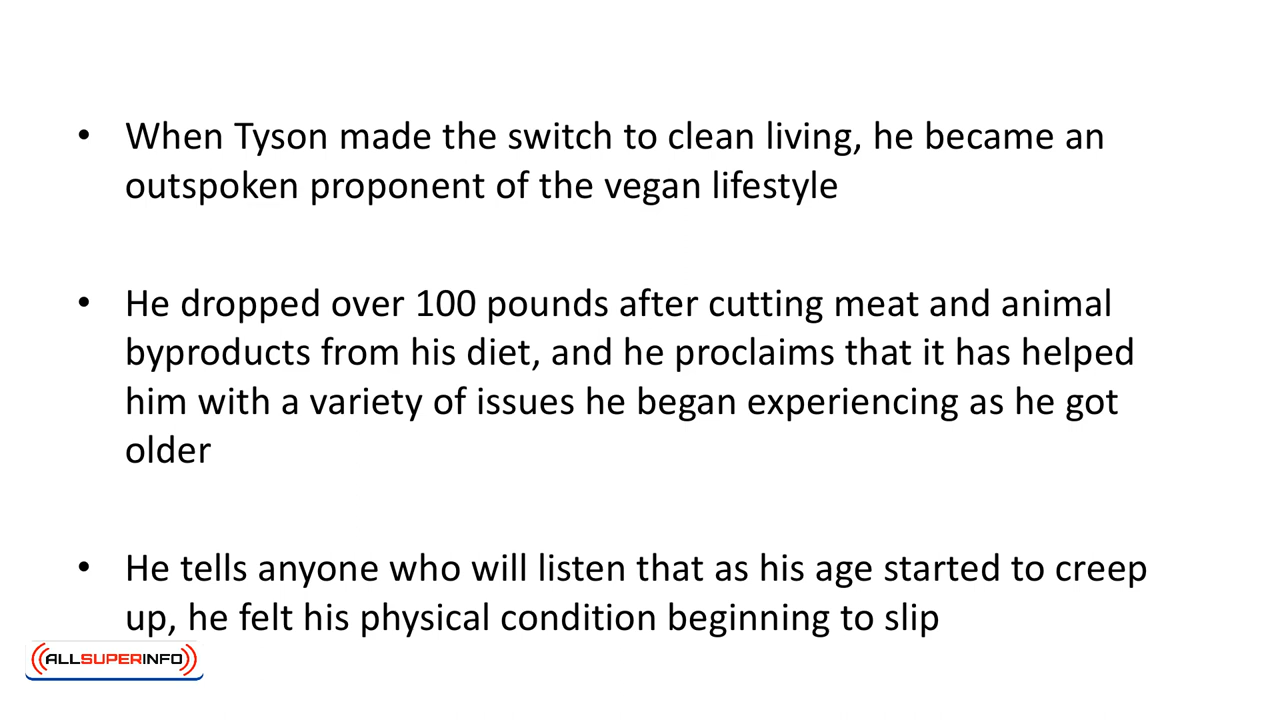 • When Tyson made the switch to clean living, he became an
outspoken proponent of the vegan lifestyle
• He dropped over 100 pounds after cutting meat and animal
byproducts from his diet, and he proclaims that it has helped
him with a variety of issues he began experiencing as he got
older
• He tells anyone who will listen that as his age started to creep
up, he felt his physical condition beginning to slip
ALLSUPERINFO